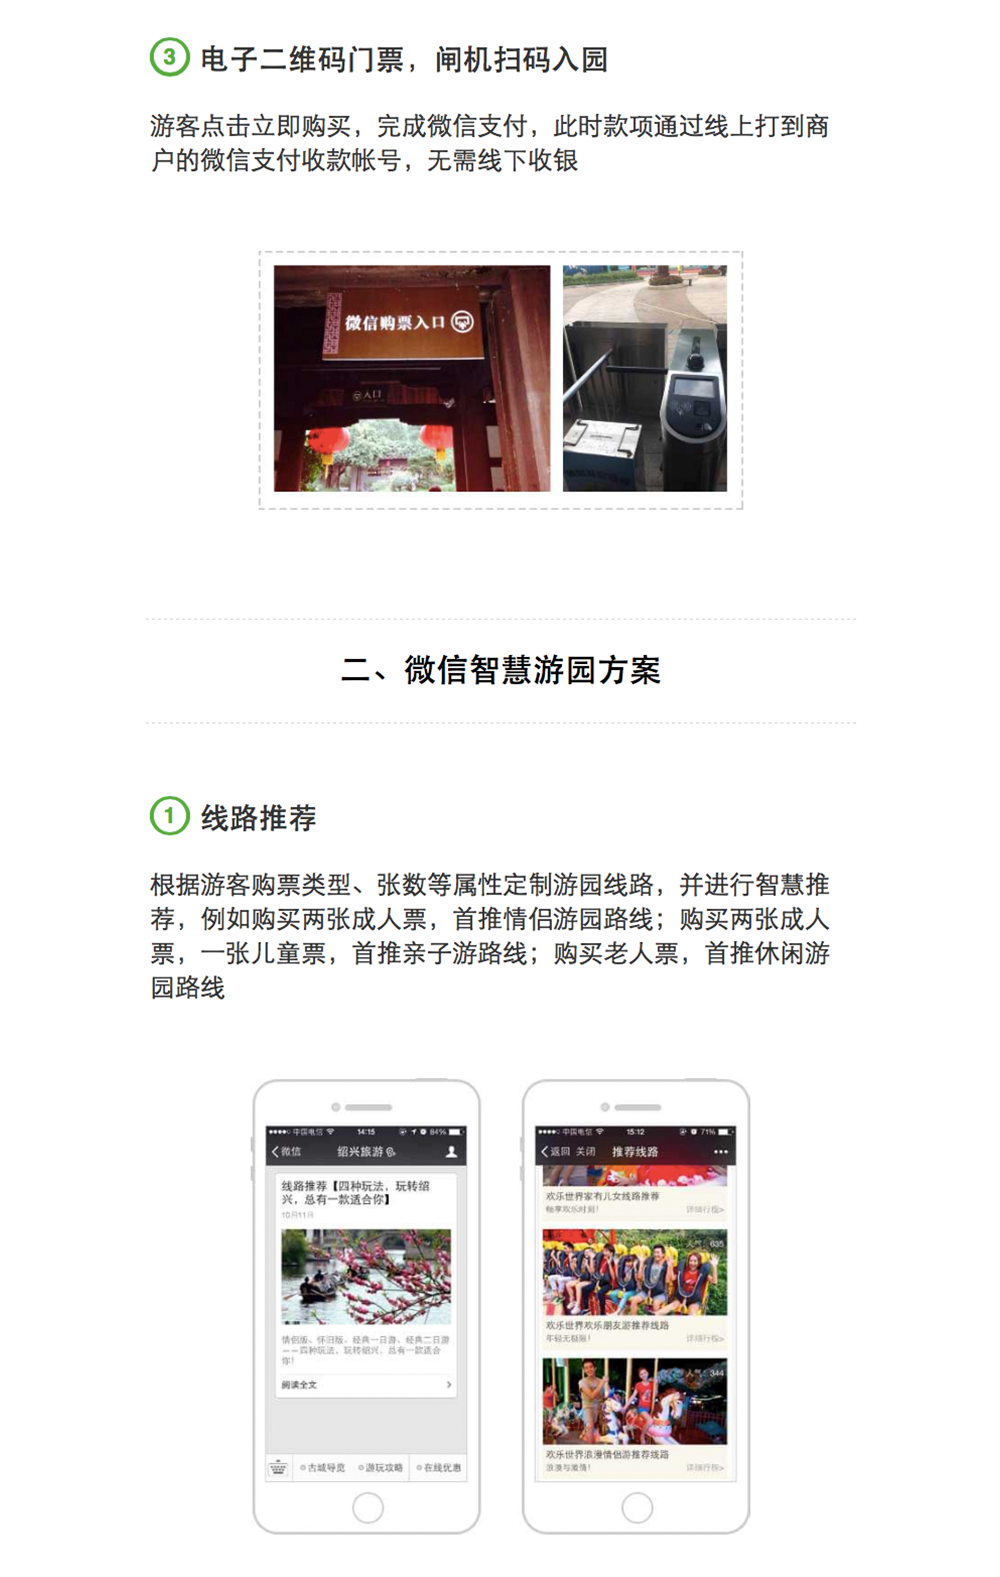 3 电子二维码门票，闸机扫码入园
游客点击立即购买，完成微信支付，此时款项通过线上打到商
户的微信支付收款帐号，无需线下收银
微信购票入口
入口
二、微信智慧游园方案
1 线路推荐
根据游客购票类型、张数等属性定制游园线路，并进行智慧推
荐，例如购买两张成人票，首推情侣游园路线；购买两张成人
票，一张儿童票，首推亲子游路线；购买老人票，首推休闲游
园路线
中国电信 14:15 84%
微信 绍兴旅游
线路推荐【四种玩法，玩转绍
兴，总有一款适合你】
10月11日
情侣版、怀旧版、经典一日游、经典二日游
——四种玩法，玩转绍兴，总有一款适合
你！
阅读全文
古城导览 游玩攻略 在线优惠
中国电信 15:12 71%
返回 关闭 推荐线路
欢乐世界家有儿女线路推荐
畅享欢乐时刻！ 详细行程>
人气：635
欢乐世界欢乐朋友游推荐线路
年轻无极限！ 详细行程>
人气：344
欢乐世界浪漫情侣游推荐线路
浪漫与激情！ 详细行程>